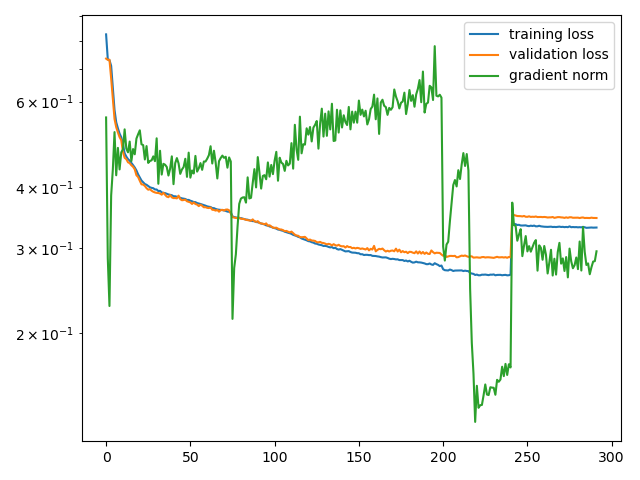 training loss
validation loss
gradient norm
6 × 10⁻¹
4 × 10⁻¹
3 × 10⁻¹
2 × 10⁻¹
0 50 100 150 200 250 300